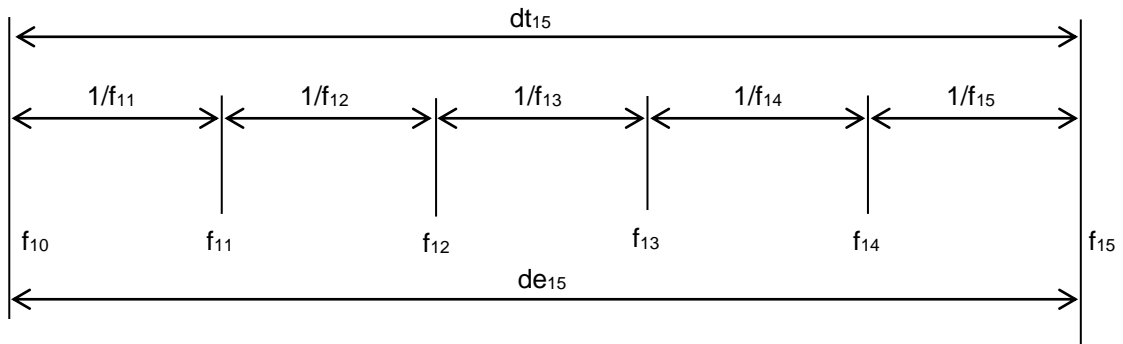 dt₁₅
1/f₁₁ 1/f₁₂ 1/f₁₃ 1/f₁₄ 1/f₁₅
f₁₀ f₁₁ f₁₂ f₁₃ f₁₄ f₁₅
de₁₅